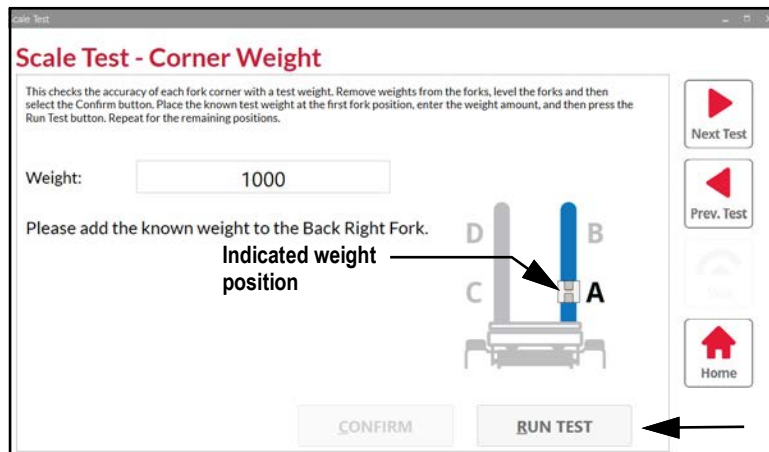 cale Test
Scale Test - Corner Weight
This checks the accuracy of each fork corner with a test weight. Remove weights from the forks, level the forks and then
select the Confirm button. Place the known test weight at the first fork position, enter the weight amount, and then press the
Run Test button. Repeat for the remaining positions.
Next Test
Weight:
1000
Prev. Test
Please add the known weight to the Back Right Fork.
D
B
Indicated weight
position
C
A
Home
CONFIRM
RUN TEST